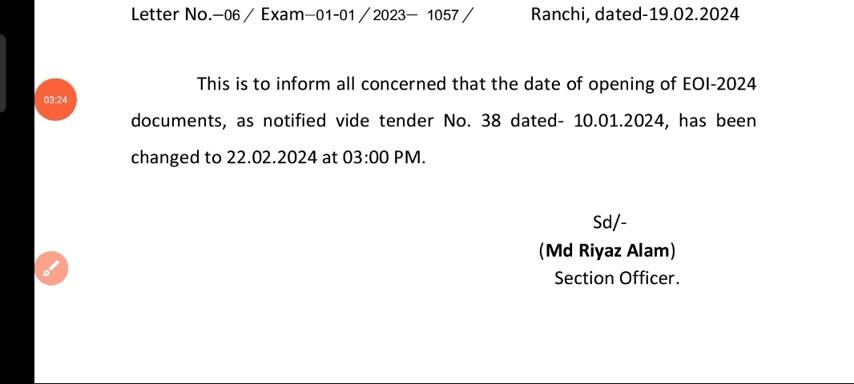 Letter No.–06/ Exam–01-01/2023– 1057/ Ranchi, dated-19.02.2024
03:24
This is to inform all concerned that the date of opening of EOI-2024
documents, as notified vide tender No. 38 dated- 10.01.2024, has been
changed to 22.02.2024 at 03:00 PM.
Sd/-
(Md Riyaz Alam)
Section Officer.